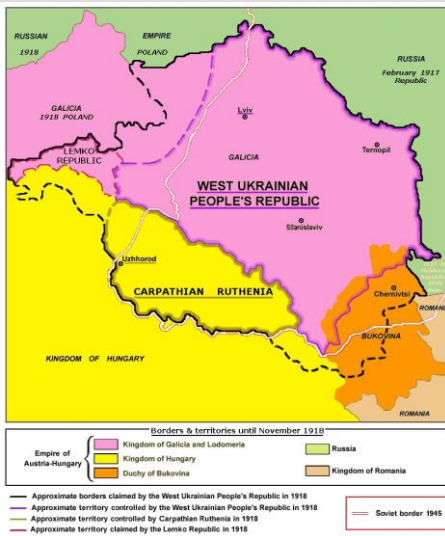 RUSSIAN
1918
EMPIRE
POLAND
RUSSIA
February 1917
Republic
GALICIA
1918 POLAND
LEMKO
REPUBLIC
Lviv
GALICIA
Ternopil
WEST UKRAINIAN
PEOPLE'S REPUBLIC
Stanislaviv
Uzhhorod
CARPATHIAN RUTHENIA
Chernivtsi
ROMANIA
BUKOVINA
KINGDOM OF HUNGARY
ROMANIA
Borders & territories until November 1918
Empire of
Austria-Hungary
Kingdom of Galicia and Lodomeria
Kingdom of Hungary
Duchy of Bukovina
Russia
Kingdom of Romania
Approximate borders claimed by the West Ukrainian People's Republic in 1918
Approximate territory controlled by the West Ukrainian People's Republic in 1918
Approximate territory controlled by Carpathian Ruthenia in 1918
Approximate territory claimed by the Lemko Republic in 1918
Soviet border 1945